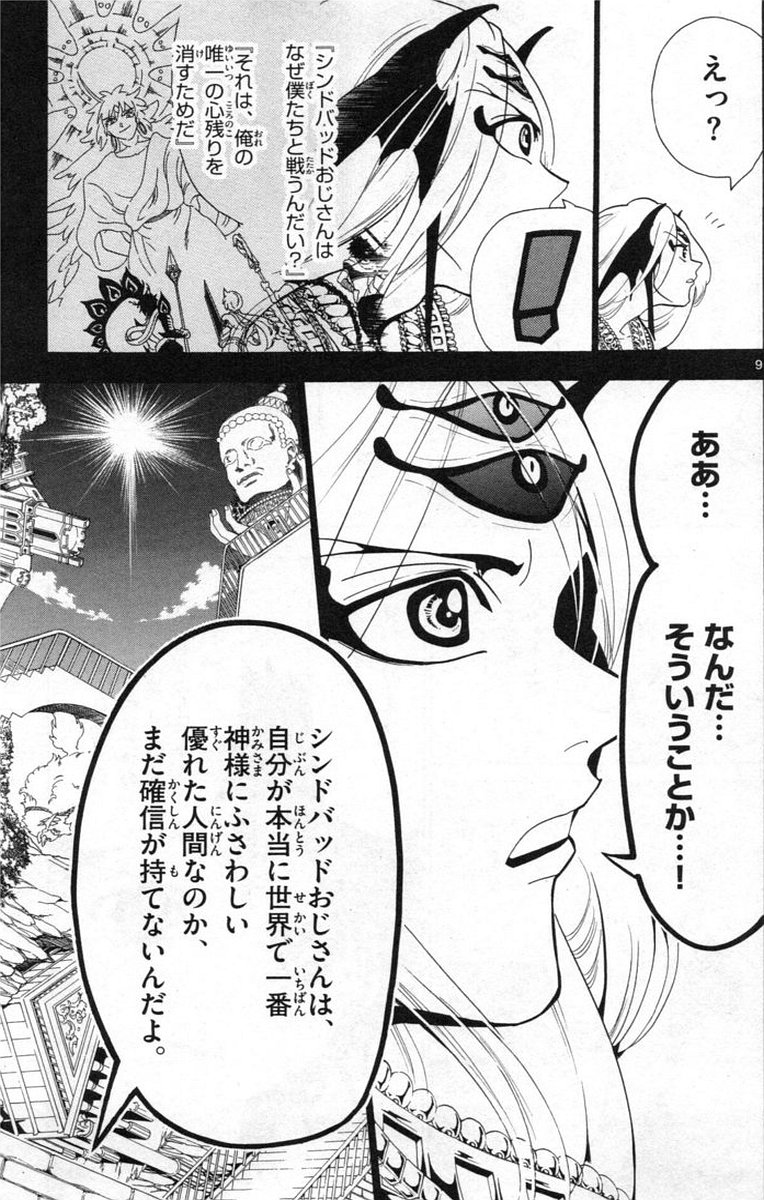 えっ?
『シンドバッドおじさんは
なぜ僕たちと戦うんだい?』
『それは、俺の
唯一の心残りを
消すためだ』
9
ああ…
なんだ…
そういうことか…!
シンドバッドおじさんは、
自分が本当に世界で一番
神様にふさわしい
優れた人間なのか、
まだ確信が持てないんだよ。